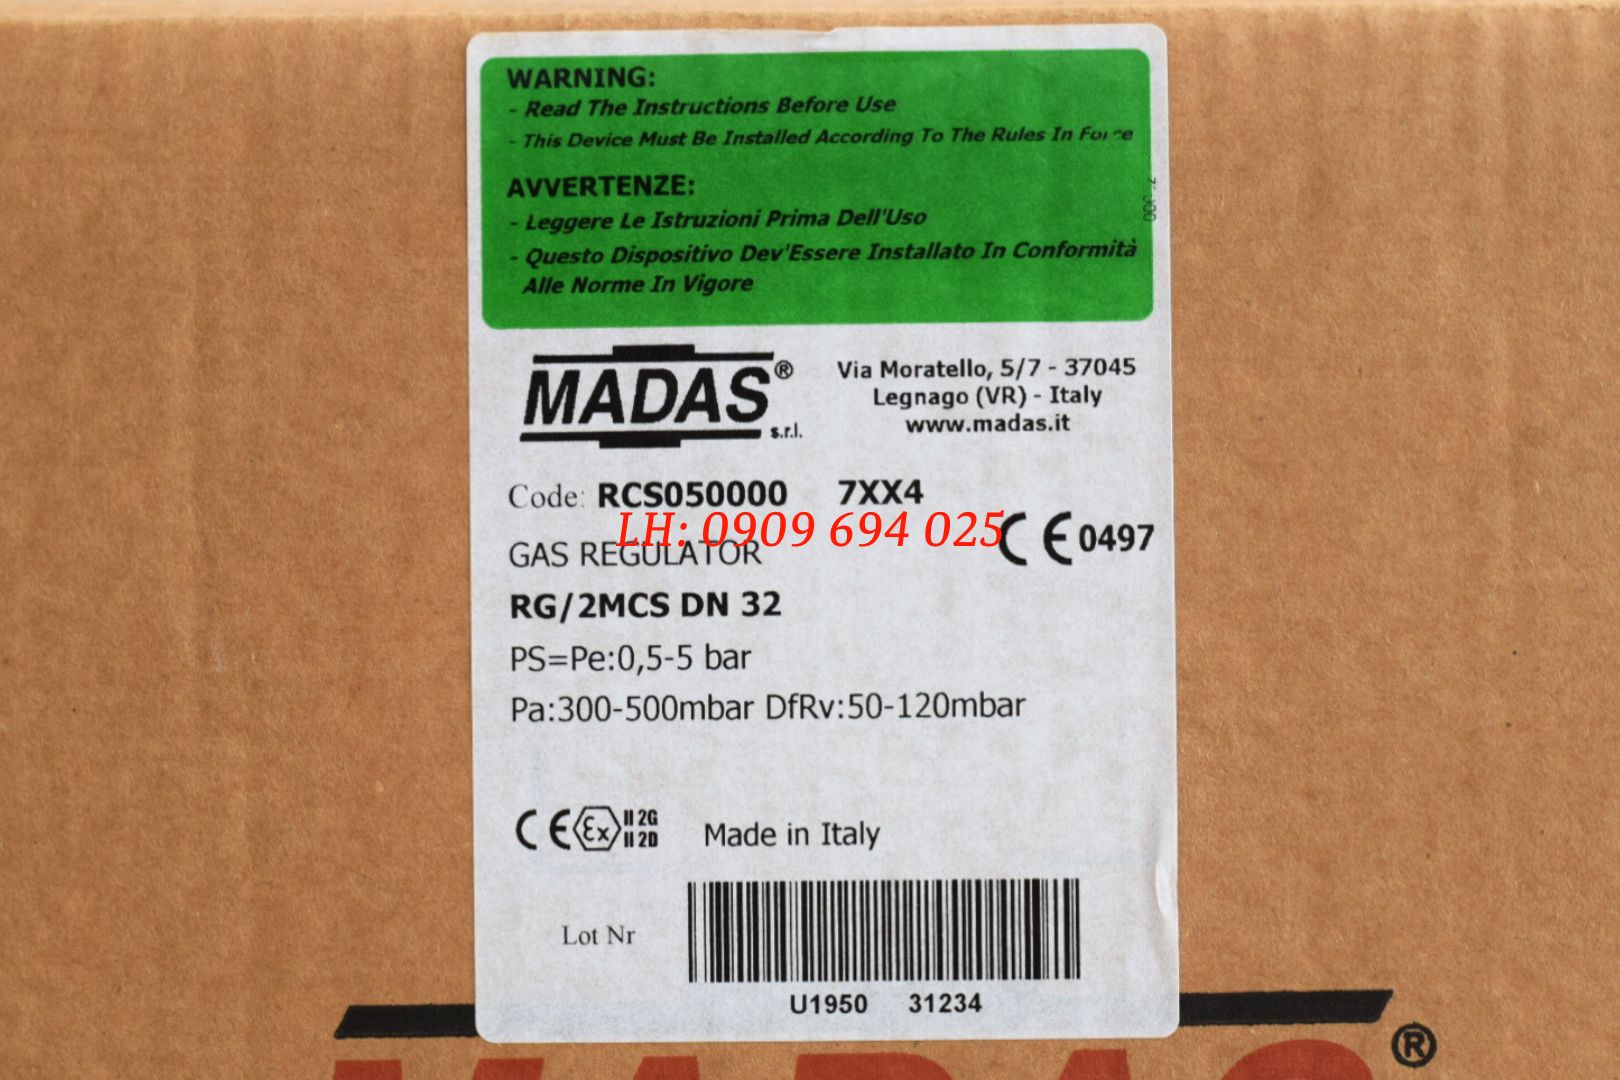 WARNING:
- Read The Instructions Before Use
- This Device Must Be Installed According To The Rules In Force
AVVERTENZE:
- Leggere Le Istruzioni Prima Dell'Uso
- Questo Dispositivo Dev'Essere Installato In Conformità
Alle Norme In Vigore
MADAS® s.r.l.
Via Moratello, 5/7 - 37045
Legnago (VR) - Italy
www.madas.it
Code: RCS050000 7XX4
LH: 0909 694 025
CE 0497
GAS REGULATOR
RG/2MCS DN 32
PS=Pe:0,5-5 bar
Pa:300-500mbar DfRv:50-120mbar
CE Ex II 2G
II 2D
Made in Italy
Lot Nr
U1950 31234
MADAS®